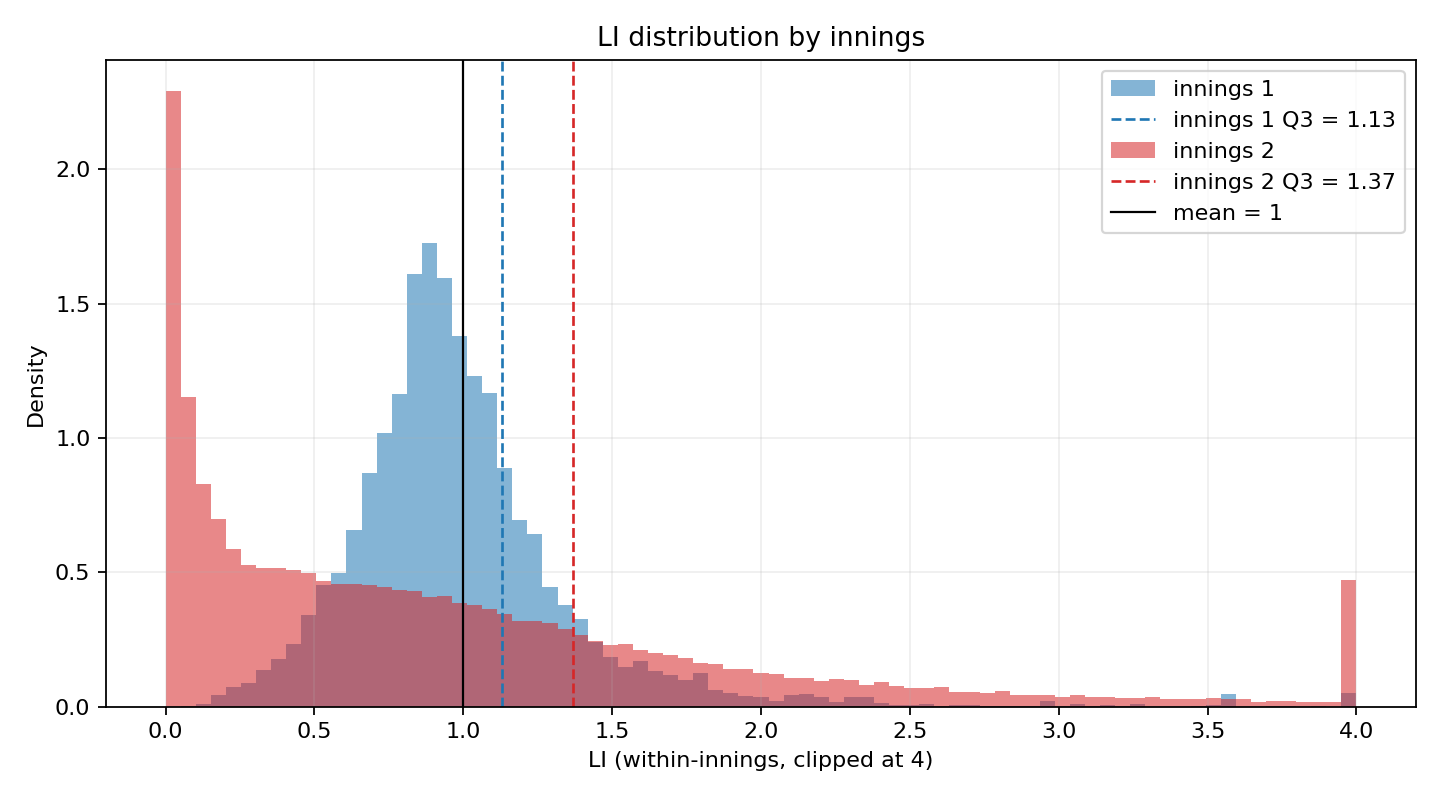 LI distribution by innings
innings 1
innings 1 Q3 = 1.13
innings 2
innings 2 Q3 = 1.37
mean = 1
Density
2.0
1.5
1.0
0.5
0.0
0.0 0.5 1.0 1.5 2.0 2.5 3.0 3.5 4.0
LI (within-innings, clipped at 4)